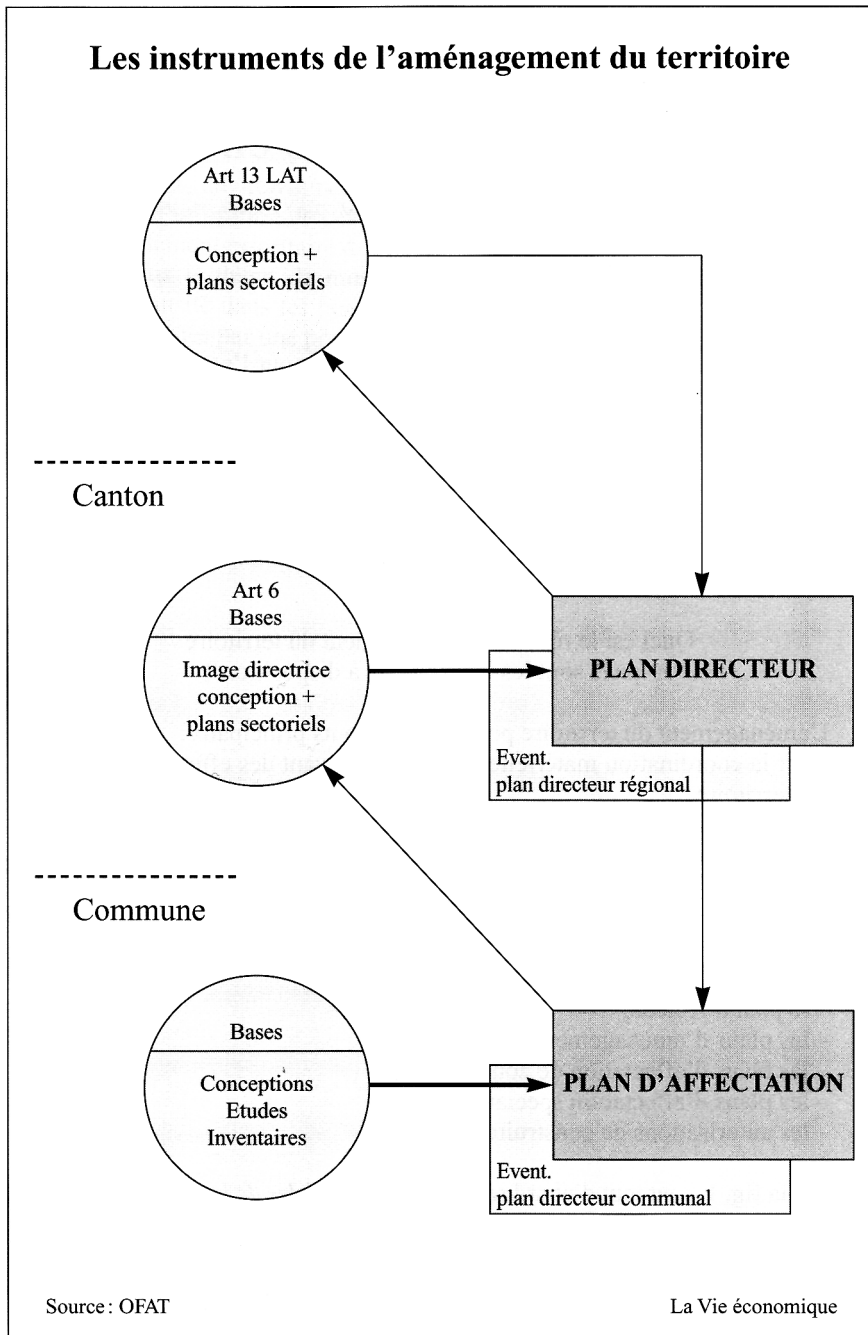 Les instruments de l’aménagement du territoire
Art 13 LAT
Bases
Conception +
plans sectoriels
Canton
Art 6
Bases
Image directrice
conception +
plans sectoriels
PLAN DIRECTEUR
Event.
plan directeur régional
Commune
Bases
Conceptions
Etudes
Inventaires
PLAN D’AFFECTATION
Event.
plan directeur communal
Source : OFAT
La Vie économique